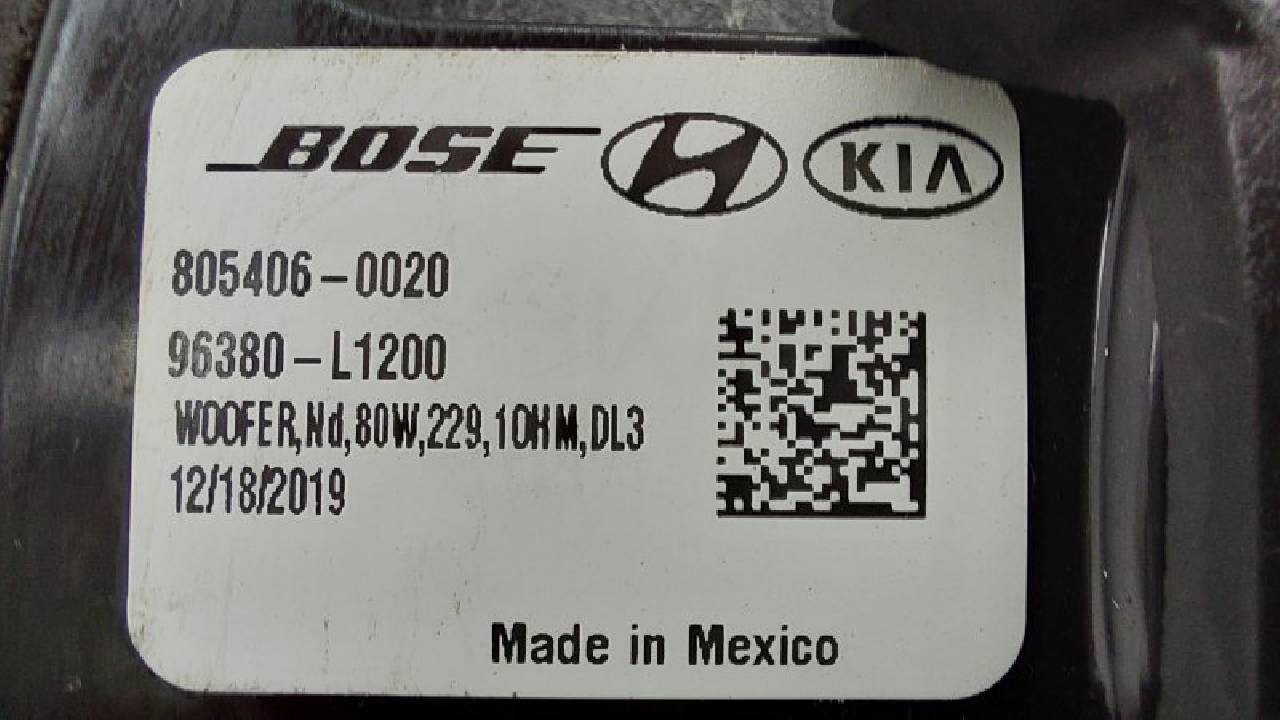 BOSE H KIA
805406-0020
96380-L1200
WOOFER,Nd,80W,229,1OHM,DL3
12/18/2019
Made in Mexico